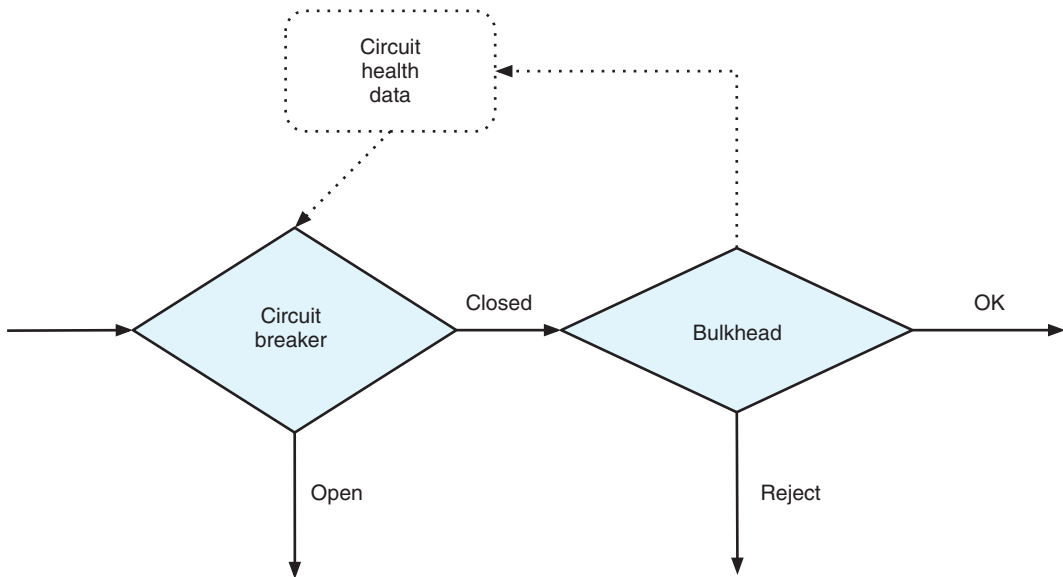 Circuit
health
data
Circuit
breaker
Closed
Bulkhead
OK
Open
Reject